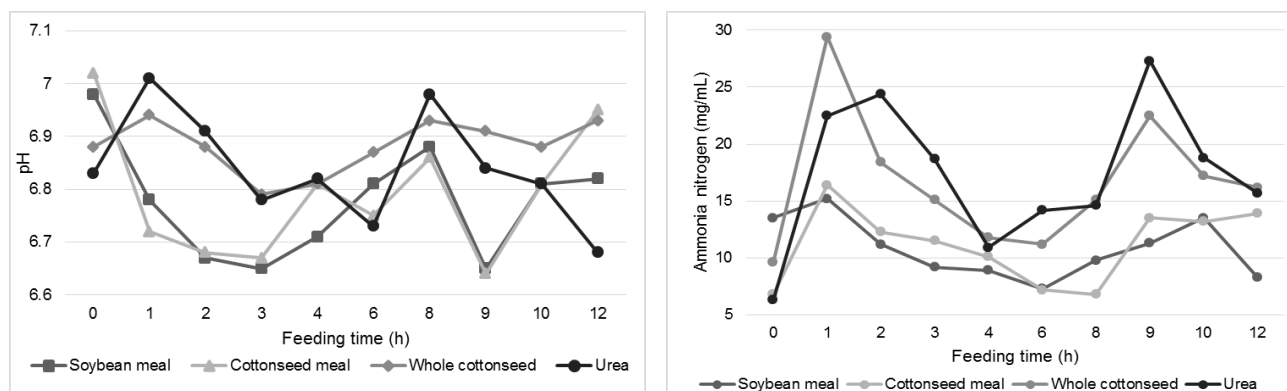 7.1
7
6.9
6.8
6.7
6.6
pH
0 1 2 3 4 6 8 9 10 12
Feeding time (h)
Soybean meal Cottonseed meal Whole cottonseed Urea
30
25
20
15
10
5
Ammonia nitrogen (mg/mL)
0 1 2 3 4 6 8 9 10 12
Feeding time (h)
Soybean meal Cottonseed meal Whole cottonseed Urea